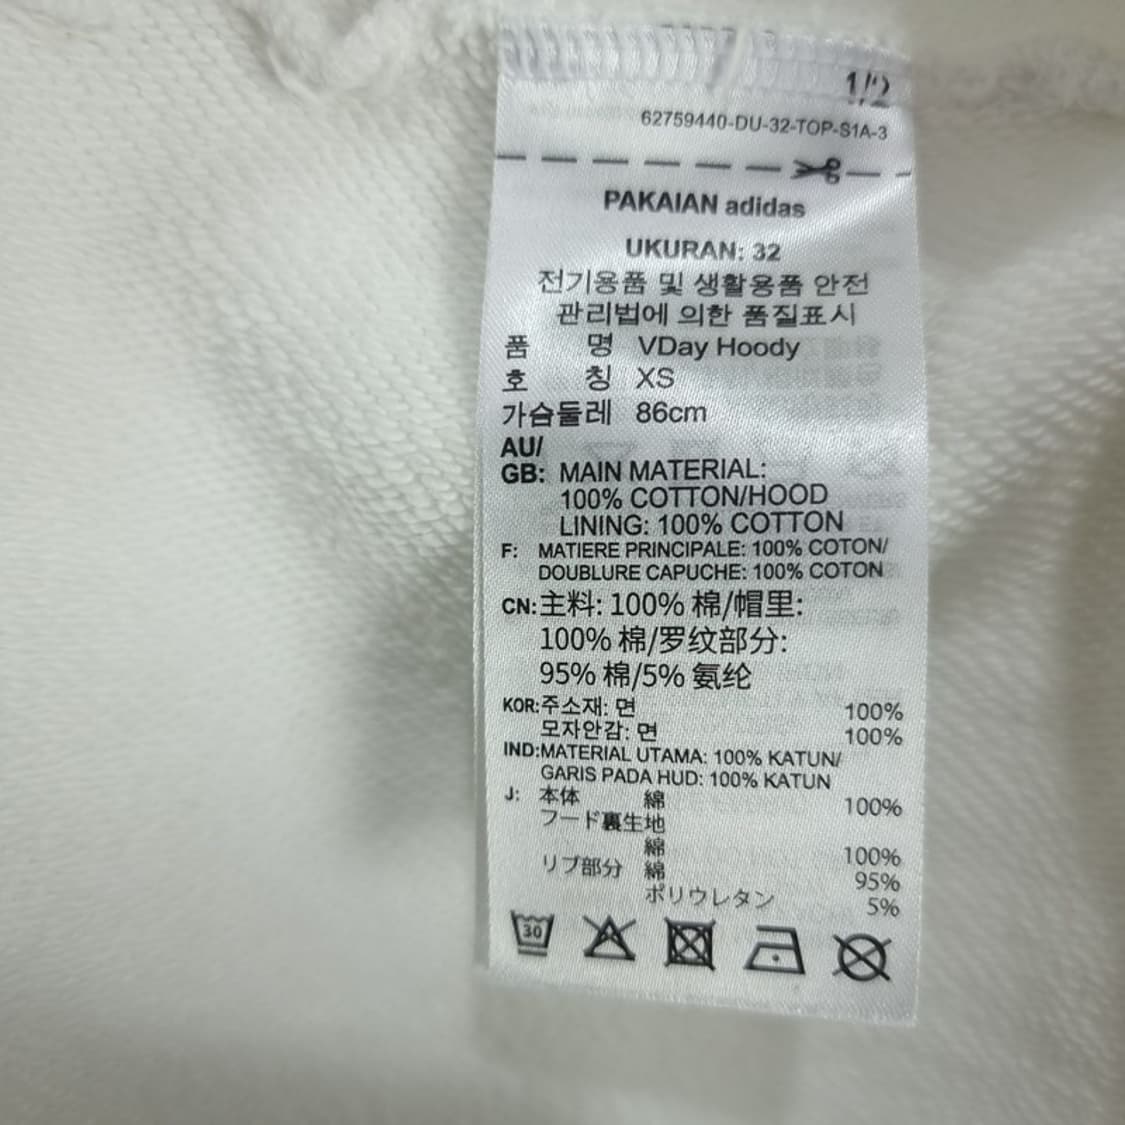 1/2
62759440-DU-32-TOP-S1A-3
PAKAIAN adidas
UKURAN: 32
전기용품 및 생활용품 안전
관리법에 의한 품질표시
품 명 VDay Hoody
호 칭 XS
가슴둘레 86cm
AU/
GB: MAIN MATERIAL:
100% COTTON/HOOD
LINING: 100% COTTON
F: MATIERE PRINCIPALE: 100% COTON/
DOUBLURE CAPUCHE: 100% COTON
CN: 主料: 100% 棉/帽里:
100% 棉/罗纹部分:
95% 棉/5% 氨纶
KOR: 주소재: 면 100%
모자안감: 면 100%
IND: MATERIAL UTAMA: 100% KATUN/
GARIS PADA HUD: 100% KATUN
J: 本体 綿 100%
フード裏生地
綿 100%
リブ部分 綿 95%
ポリウレタン 5%
30